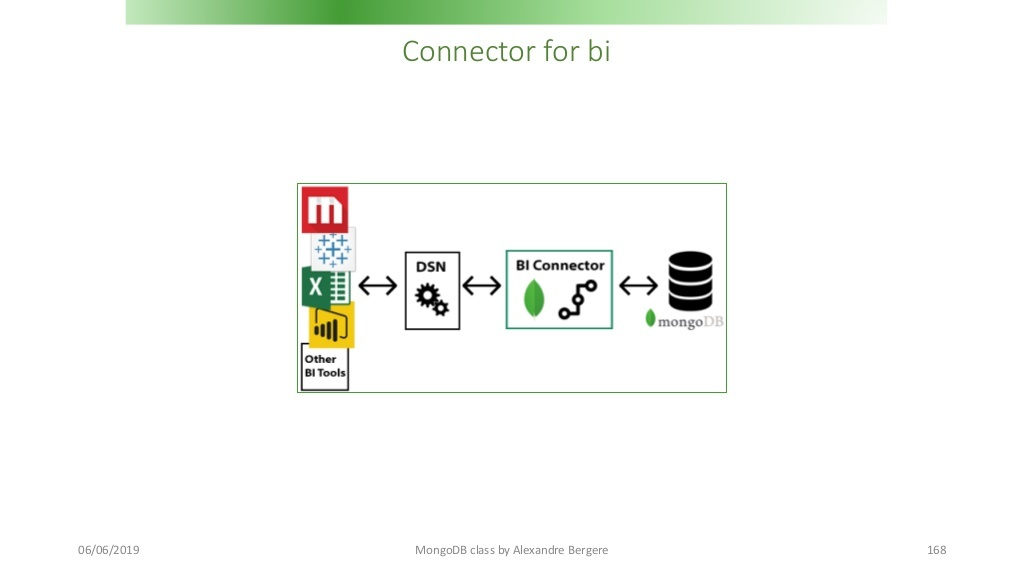 Connector for bi
DSN
BI Connector
mongoDB
Other
BI Tools
06/06/2019
MongoDB class by Alexandre Bergere
168